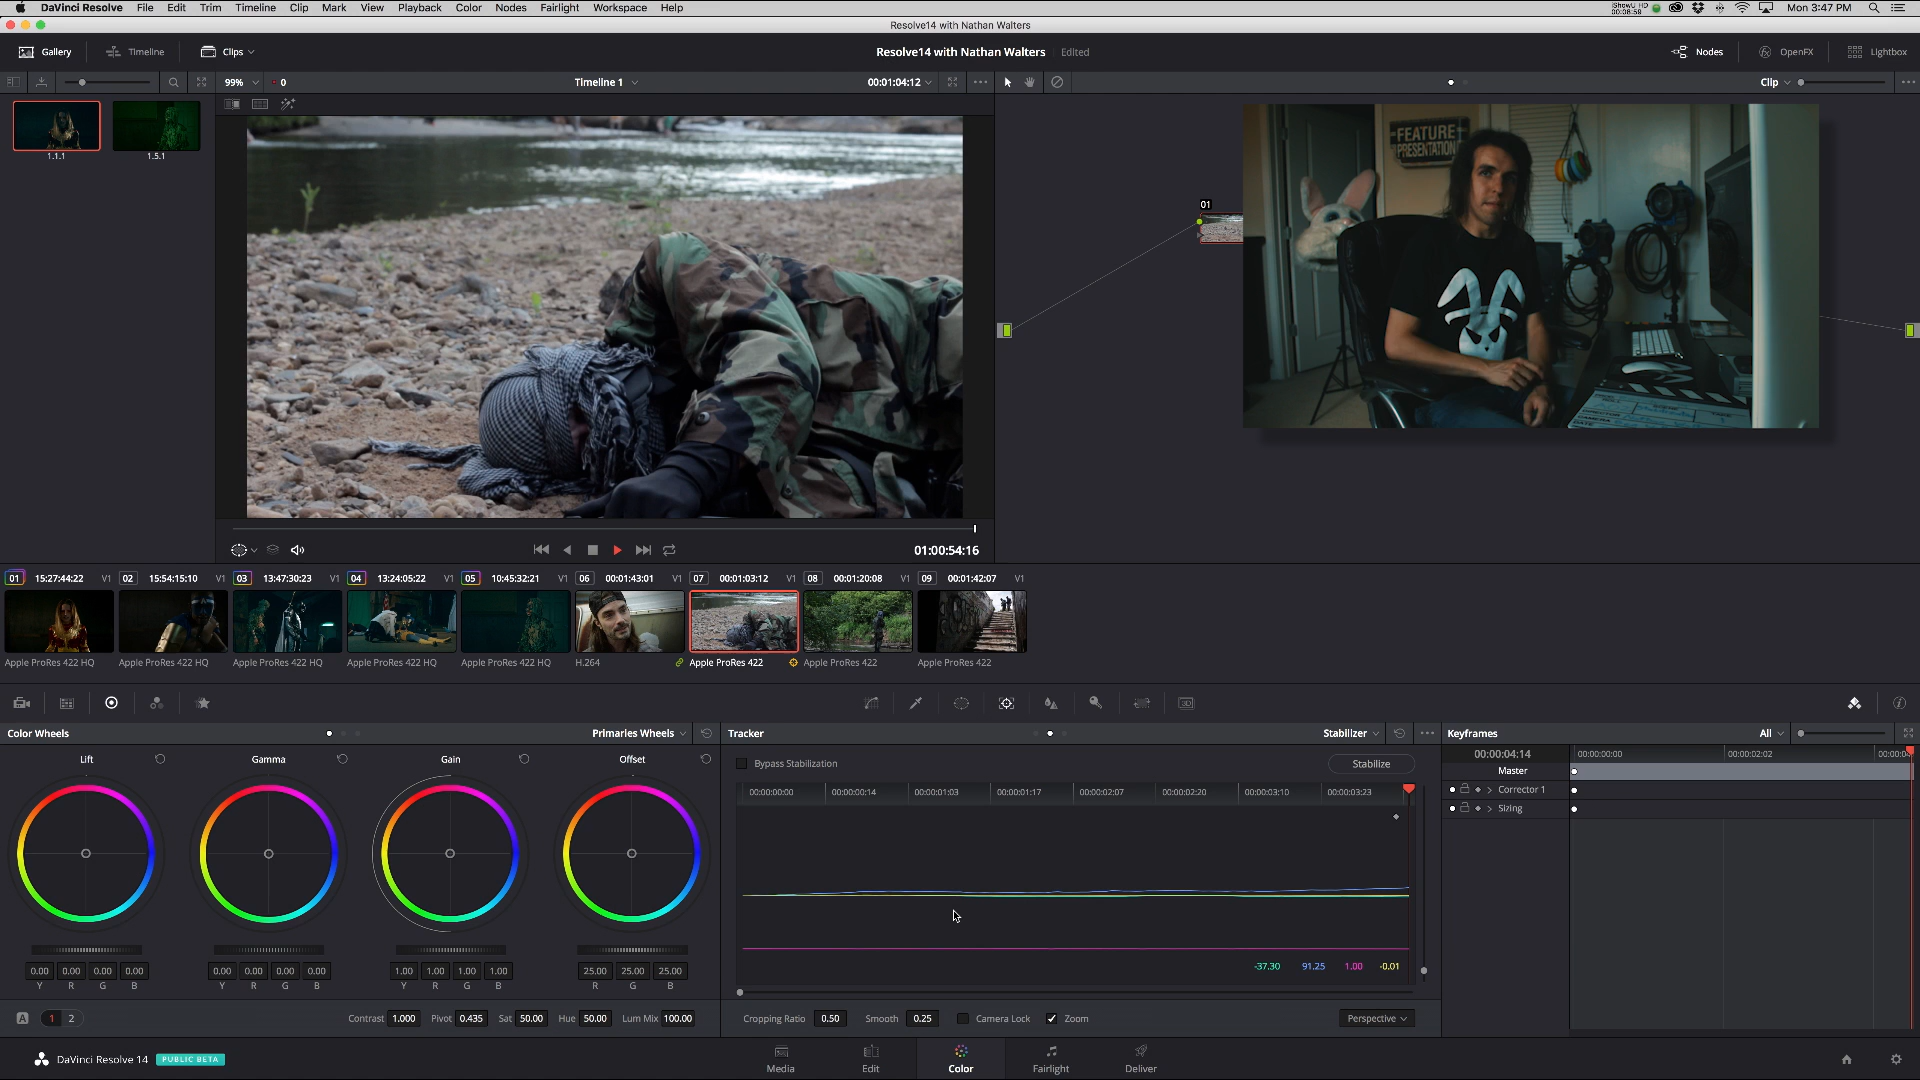 DaVinci Resolve File Edit Trim Timeline Clip Mark View Playback Color Nodes Fairlight Workspace Help
iShowU HD
00:08:59
Mon 3:47 PM
Resolve14 with Nathan Walters
Gallery Timeline Clips
Resolve14 with Nathan Walters Edited
Nodes OpenFX Lightbox
99% 0 Timeline 1 00:01:04:12
Clip
1.1.1 1.5.1
FEATURE
PRESENTATION
01
01:00:54:16
01 15:27:44:22 V1 02 15:54:15:10 V1 03 13:47:30:23 V1 04 13:24:05:22 V1 05 10:45:32:21 V1 06 00:01:43:01 V1 07 00:01:03:12 V1 08 00:01:20:08 V1 09 00:01:42:07 V1
Apple ProRes 422 HQ Apple ProRes 422 HQ Apple ProRes 422 HQ Apple ProRes 422 HQ Apple ProRes 422 HQ H.264 Apple ProRes 422 Apple ProRes 422 Apple ProRes 422
3D
Color Wheels Primaries Wheels
Lift Gamma Gain Offset
0.00 0.00 0.00 0.00 0.00 0.00 0.00 0.00 1.00 1.00 1.00 1.00 25.00 25.00 25.00
Y R G B Y R G B Y R G B R G B
A 1 2 Contrast 1.000 Pivot 0.435 Sat 50.00 Hue 50.00 Lum Mix 100.00
Tracker Stabilizer
Bypass Stabilization Stabilize
00:00:00:00 00:00:00:14 00:00:01:03 00:00:01:17 00:00:02:07 00:00:02:20 00:00:03:10 00:00:03:23
-37.30 91.25 1.00 -0.01
Cropping Ratio 0.50 Smooth 0.25 Camera Lock Zoom Perspective
Keyframes All
00:00:04:14 00:00:00:00 00:00:02:02 00:00:0
Master
Corrector 1
Sizing
DaVinci Resolve 14 PUBLIC BETA
Media Edit Color Fairlight Deliver